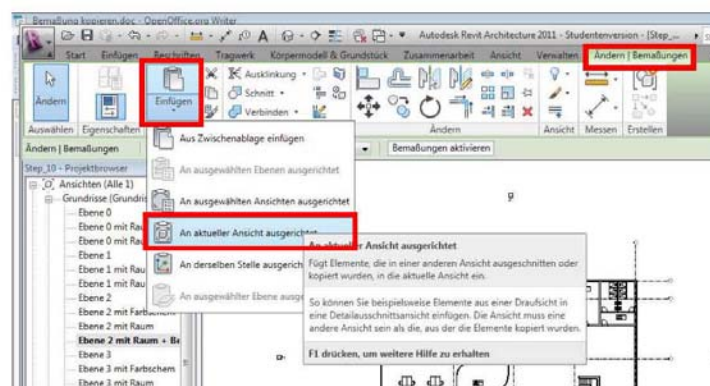 Bemaßung kopieren.doc - OpenOffice.org Writer
Autodesk Revit Architecture 2011 - Studentenversion - [Step_...
Start Einfügen Beschriften Tragwerk Körpermodell & Grundstück Zusammenarbeit Ansicht Verwalten Ändern | Bemaßungen
Ausklinkung
Ändern Einfügen Schnitt
Verbinden
Auswählen Eigenschaften Ändern Ansicht Messen Erstellen
Ändern | Bemaßungen Bemaßungen aktivieren
Aus Zwischenablage einfügen
An ausgewählten Ebenen ausgerichtet
An ausgewählten Ansichten ausgerichtet
An aktueller Ansicht ausgerichtet
An derselben Stelle ausgerich
An ausgewählter Ebene ausge
An aktueller Ansicht ausgerichtet
Fügt Elemente, die in einer anderen Ansicht ausgeschnitten oder
kopiert wurden, in die aktuelle Ansicht ein.
So können Sie beispielsweise Elemente aus einer Draufsicht in
eine Detailausschnittsansicht einfügen. Die Ansicht muss eine
andere Ansicht sein als die, aus der die Elemente kopiert wurden.
F1 drücken, um weitere Hilfe zu erhalten
Step_10 - Projektbrowser
Ansichten (Alle 1)
Grundrisse (Grundris
Ebene 0
Ebene 0 mit Rau
Ebene 0 mit Rau
Ebene 1
Ebene 1 mit Rau
Ebene 1 mit Rau
Ebene 2
Ebene 2 mit Farbschem
Ebene 2 mit Raum
Ebene 2 mit Raum + Be
Ebene 3
Ebene 3 mit Farbschem
Ebene 3 mit Raum